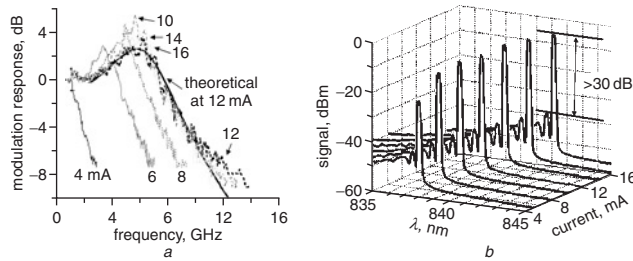 modulation response, dB
4
0
−4
−8
10
14
16
theoretical
at 12 mA
12
4 mA
6
8
0
4
8
12
16
frequency, GHz
a
signal, dBm
0
−20
−40
−60
>30 dB
835
840
845
λ, nm
4
8
12
16
current, mA
b